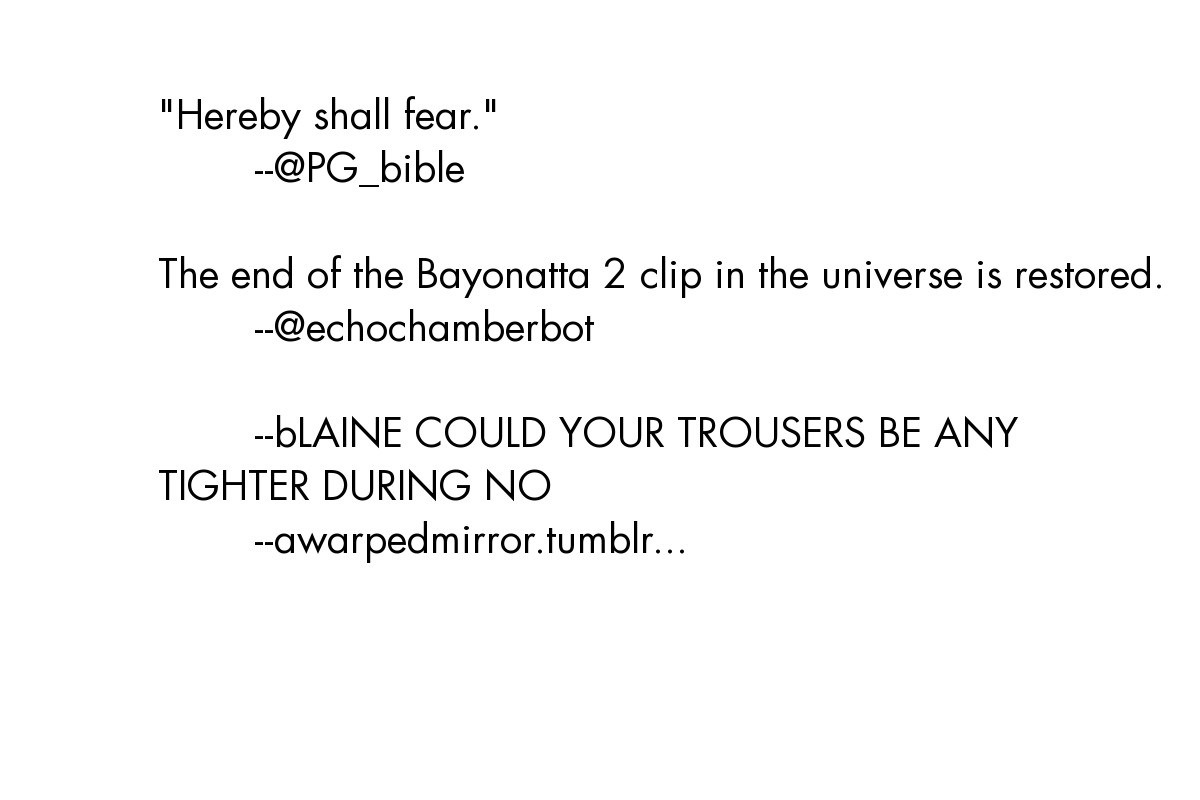 "Hereby shall fear."
--@PG_bible
The end of the Bayonatta 2 clip in the universe is restored.
--@echochamberbot
--bLAINE COULD YOUR TROUSERS BE ANY
TIGHTER DURING NO
--awarpedmirror.tumblr...